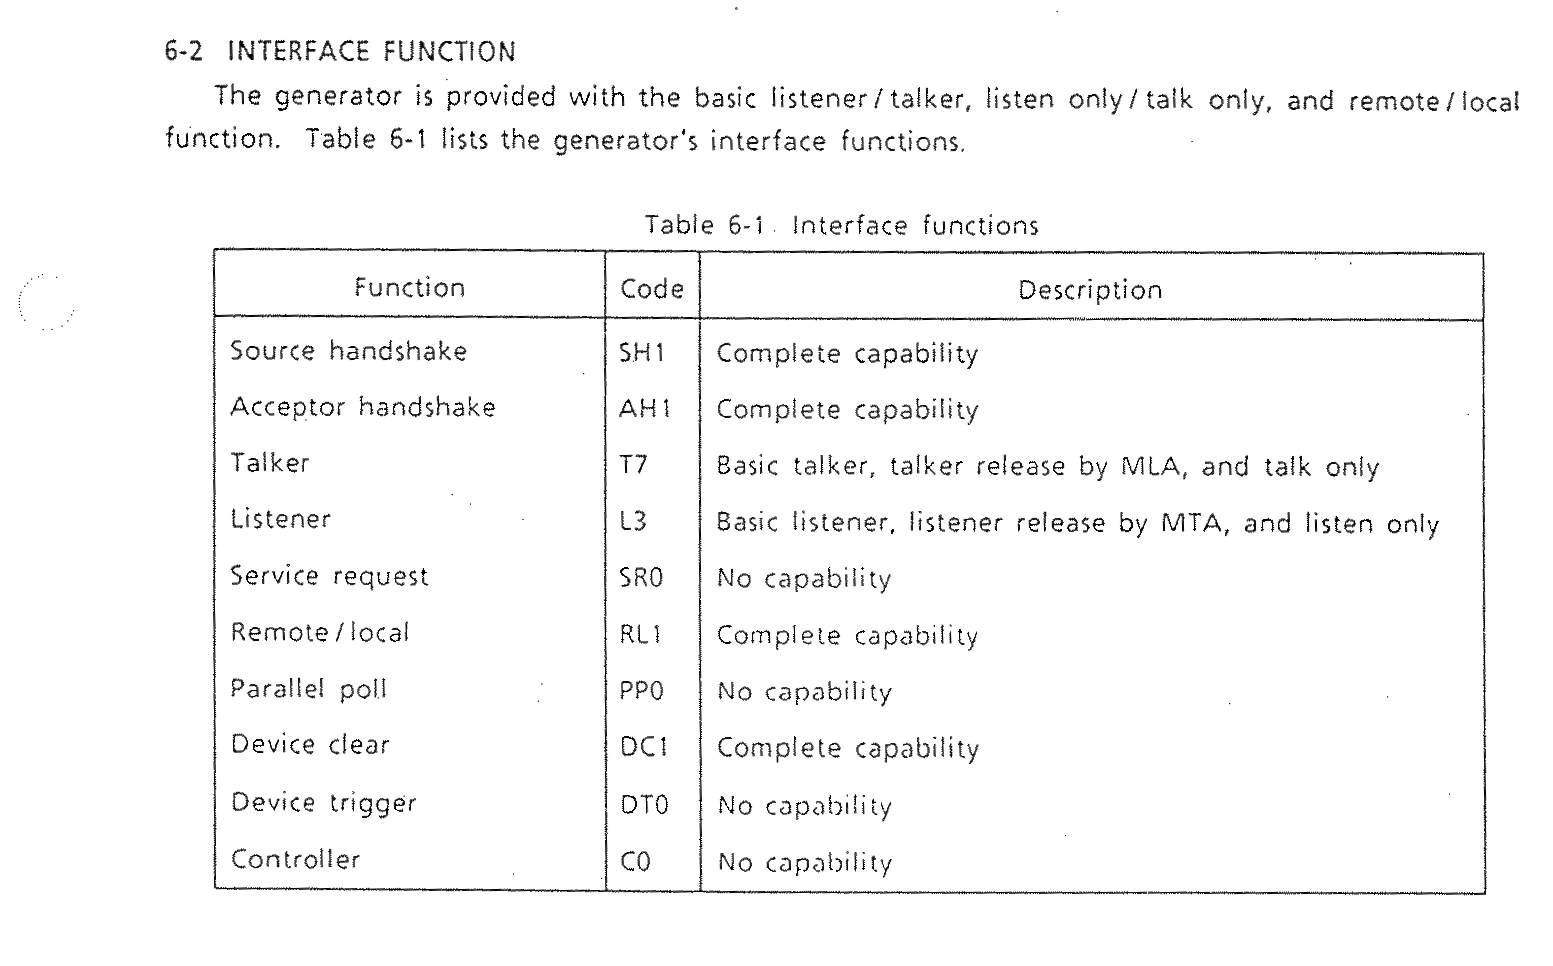 6-2 INTERFACE FUNCTION
The generator is provided with the basic listener/talker, listen only/talk only, and remote/local
function. Table 6-1 lists the generator's interface functions.
Table 6-1 Interface functions
Function Code Description
Source handshake SH1 Complete capability
Acceptor handshake AH1 Complete capability
Talker T7 Basic talker, talker release by MLA, and talk only
Listener L3 Basic listener, listener release by MTA, and listen only
Service request SR0 No capability
Remote/local RL1 Complete capability
Parallel poll PP0 No capability
Device clear DC1 Complete capability
Device trigger DT0 No capability
Controller C0 No capability